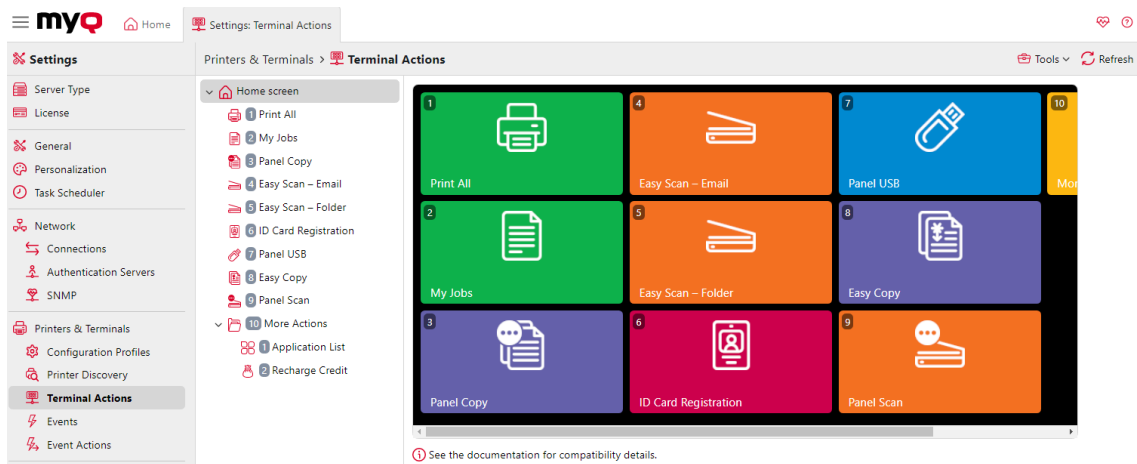 myQ
Home
Settings: Terminal Actions
Settings
Printers & Terminals > Terminal Actions
Tools
Refresh
Server Type
License
General
Personalization
Task Scheduler
Network
Connections
Authentication Servers
SNMP
Printers & Terminals
Configuration Profiles
Printer Discovery
Terminal Actions
Events
Event Actions
Home screen
1 Print All
2 My Jobs
3 Panel Copy
4 Easy Scan – Email
5 Easy Scan – Folder
6 ID Card Registration
7 Panel USB
8 Easy Copy
9 Panel Scan
10 More Actions
1 Application List
2 Recharge Credit
1
Print All
4
Easy Scan – Email
7
Panel USB
10
Mor
2
My Jobs
5
Easy Scan – Folder
8
¥
Easy Copy
3
Panel Copy
6
ID Card Registration
9
Panel Scan
See the documentation for compatibility details.